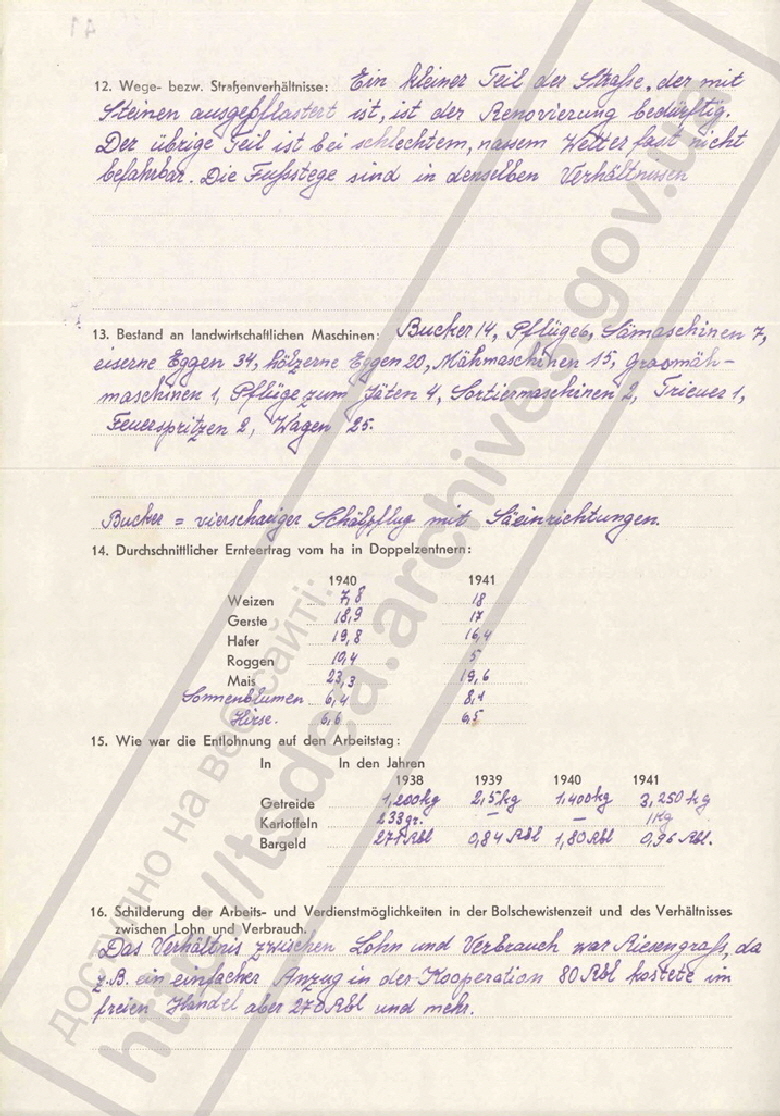 12. Wege- bezw. Straßenverhältnisse: Ein kleiner Teil der Straße, der mit
Steinen ausgepflastert ist, ist der Renovierung bedürftig.
Der übrige Teil ist bei schlechtem, nassem Wetter fast nicht
befahrbar. Die Fußstege sind in denselben Verhältnissen
13. Bestand an landwirtschaftlichen Maschinen: Bucker 14, Pflüge 6, Sämaschinen 7,
eiserne Eggen 34, hölzerne Eggen 20, Mähmaschinen 15, Grasmäh-
maschinen 1, Pflüge zum Jäten 4, Sortiermaschinen 2, Trieuer 1,
Feuerspritzen 2, Wagen 25.
Bucker = vierschariger Schälpflug mit Säeinrichtungen.
14. Durchschnittlicher Ernteertrag vom ha in Doppelzentnern:
1940 1941
Weizen 7,8 18
Gerste 18,9 17
Hafer 19,8 16,4
Roggen 10,4 5
Mais 23,3 19,6
Sonnenblumen 6,4 8,1
Hirse. 6,6 6,5
15. Wie war die Entlohnung auf den Arbeitstag:
In In den Jahren
1938 1939 1940 1941
Getreide 1,200 kg 2,5 kg 1,400 kg 3,250 kg
Kartoffeln 233 gr. – – 1 kg
Bargeld Rbl 0,84 Rbl 1,80 Rbl 0,96 Rbl.
16. Schilderung der Arbeits- und Verdienstmöglichkeiten in der Bolschewistenzeit und des Verhältnisses
zwischen Lohn und Verbrauch.
Das Verhältnis zwischen Lohn und Verbrauch war Riesengroß, da
z.B. ein einfacher Anzug in der Kooperation 80 Rbl kostete im
freien Handel aber 270 Rbl und mehr.
доступно на вебсайті:
http://tsdea.archives.gov.ua